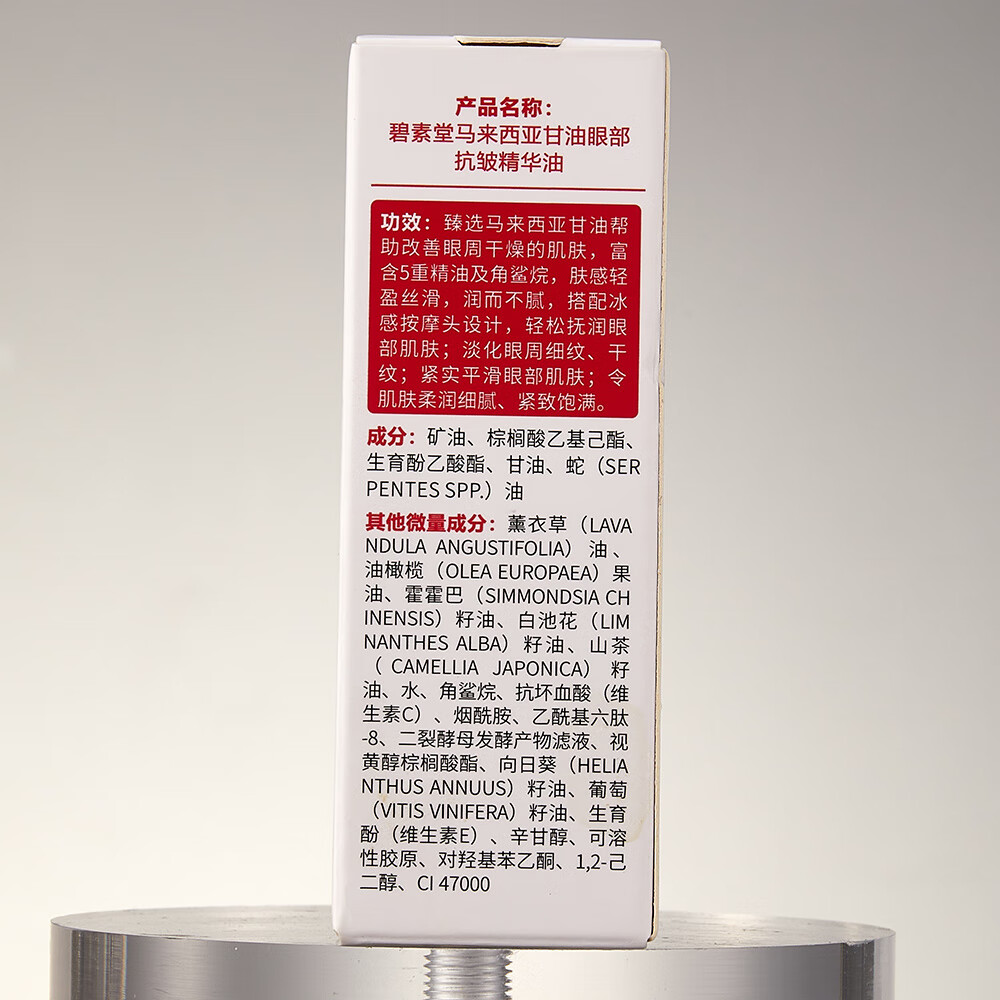 产品名称：
碧素堂马来西亚甘油眼部
抗皱精华油
功效：臻选马来西亚甘油帮
助改善眼周干燥的肌肤，富
含5重精油及角鲨烷，肤感轻
盈丝滑，润而不腻，搭配冰
感按摩头设计，轻松抚润眼
部肌肤；淡化眼周细纹、干
纹；紧实平滑眼部肌肤；令
肌肤柔润细腻、紧致饱满。
成分：矿油、棕榈酸乙基己酯、
生育酚乙酸酯、甘油、蛇（SER
PENTES SPP.）油
其他微量成分：薰衣草（LAVA
NDULA ANGUSTIFOLIA）油、
油橄榄（OLEA EUROPAEA）果
油、霍霍巴（SIMMONDSIA CH
INENSIS）籽油、白池花（LIM
NANTHES ALBA）籽油、山茶
（CAMELLIA JAPONICA）籽
油、水、角鲨烷、抗坏血酸（维
生素C）、烟酰胺、乙酰基六肽
-8、二裂酵母发酵产物滤液、视
黄醇棕榈酸酯、向日葵（HELIA
NTHUS ANNUUS）籽油、葡萄
（VITIS VINIFERA）籽油、生育
酚（维生素E）、辛甘醇、可溶
性胶原、对羟基苯乙酮、1,2-己
二醇、CI 47000